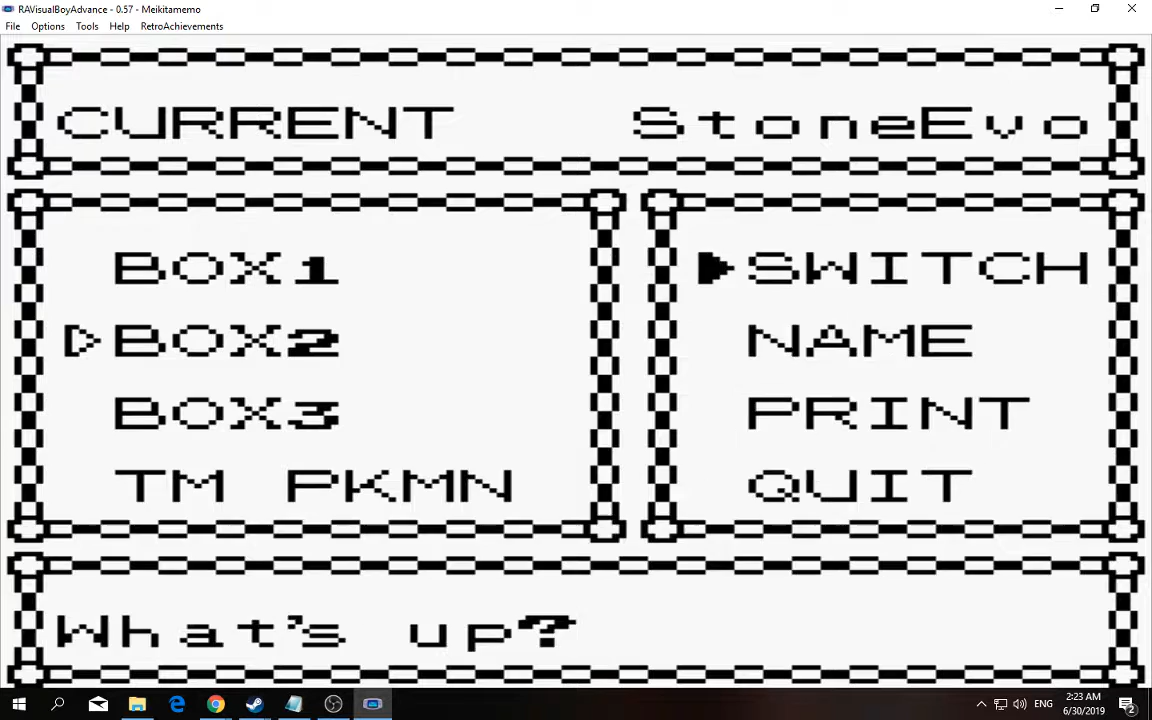 RAVisualBoyAdvance - 0.57 - Meikitamemo
File Options Tools Help RetroAchievements
CURRENT StoneEvo
BOX1
BOX2
BOX3
TM PKMN
SWITCH
NAME
PRINT
QUIT
What's up?
ENG
2:23 AM
6/30/2019
2